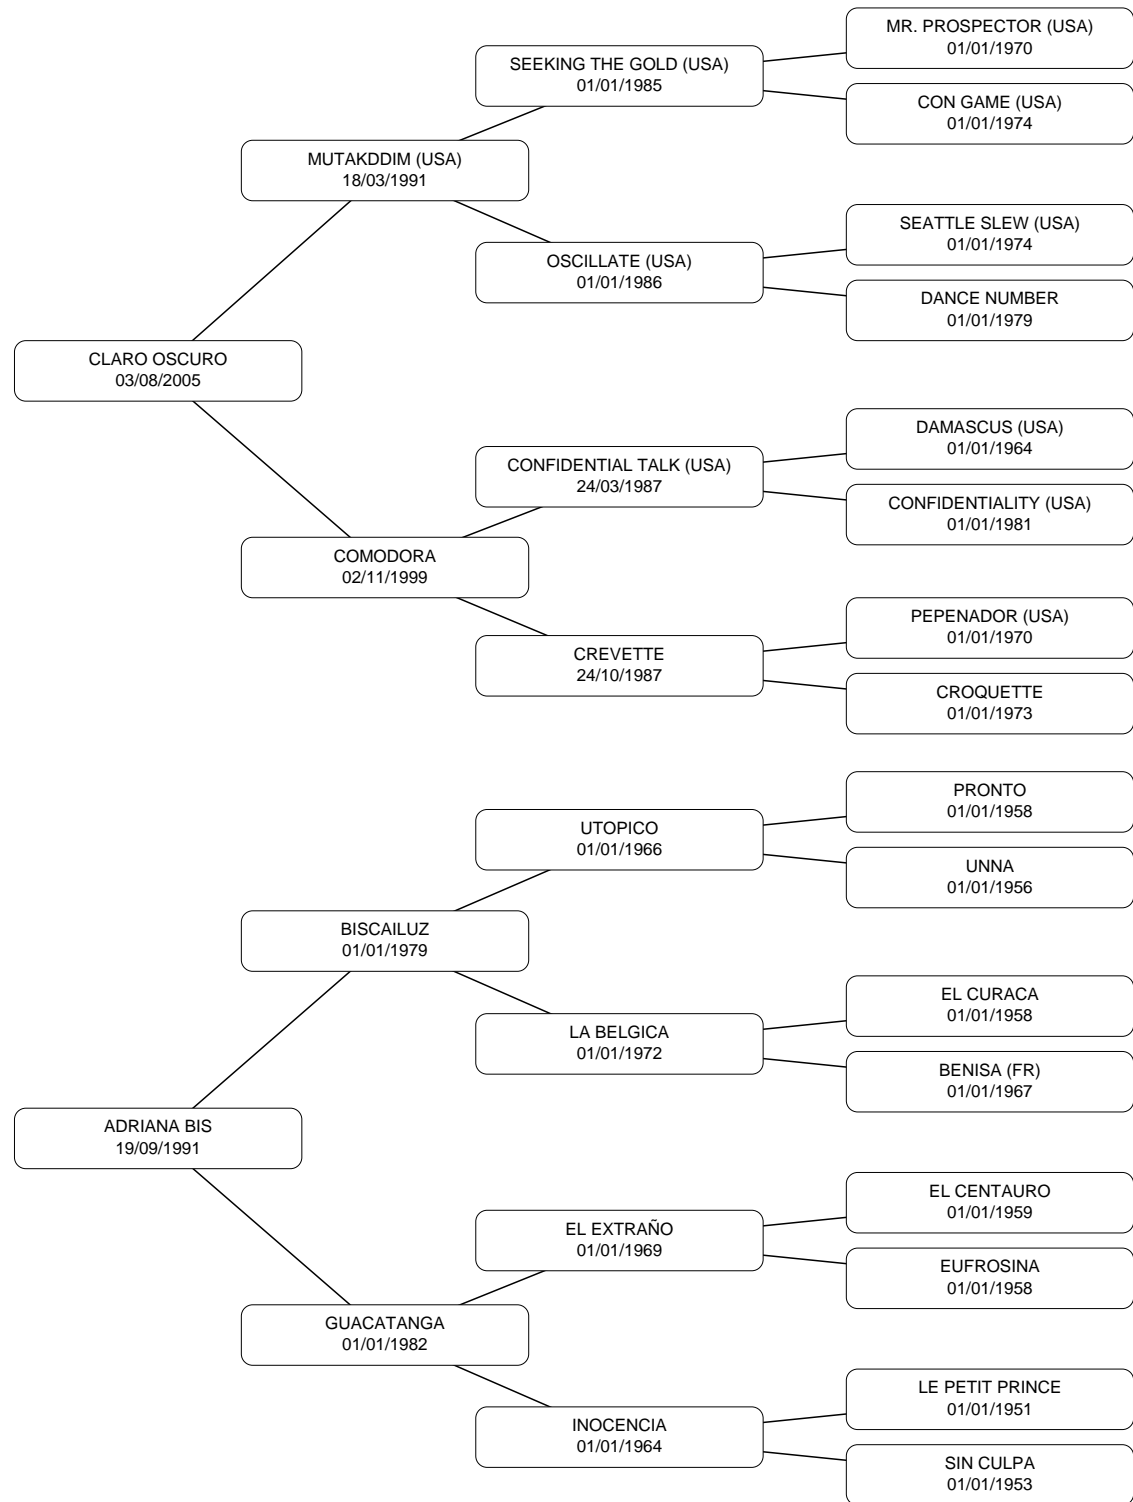 MR. PROSPECTOR (USA)
01/01/1970
SEEKING THE GOLD (USA)
01/01/1985
CON GAME (USA)
01/01/1974
MUTAKDDIM (USA)
18/03/1991
SEATTLE SLEW (USA)
01/01/1974
OSCILLATE (USA)
01/01/1986
DANCE NUMBER
01/01/1979
CLARO OSCURO
03/08/2005
DAMASCUS (USA)
01/01/1964
CONFIDENTIAL TALK (USA)
24/03/1987
CONFIDENTIALITY (USA)
01/01/1981
COMODORA
02/11/1999
PEPENADOR (USA)
01/01/1970
CREVETTE
24/10/1987
CROQUETTE
01/01/1973
PRONTO
01/01/1958
UTOPICO
01/01/1966
UNNA
01/01/1956
BISCAILUZ
01/01/1979
EL CURACA
01/01/1958
LA BELGICA
01/01/1972
BENISA (FR)
01/01/1967
ADRIANA BIS
19/09/1991
EL CENTAURO
01/01/1959
EL EXTRAÑO
01/01/1969
EUFROSINA
01/01/1958
GUACATANGA
01/01/1982
LE PETIT PRINCE
01/01/1951
INOCENCIA
01/01/1964
SIN CULPA
01/01/1953